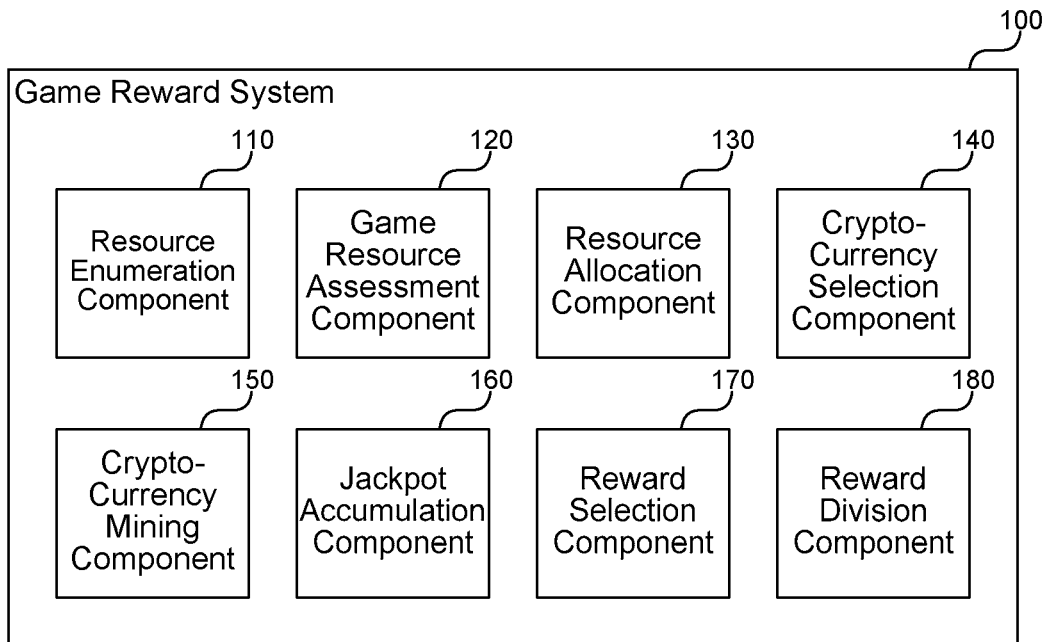 100
Game Reward System
110
120
130
140
Resource
Enumeration
Component
Game
Resource
Assessment
Component
Resource
Allocation
Component
Crypto-
Currency
Selection
Component
150
160
170
180
Crypto-
Currency
Mining
Component
Jackpot
Accumulation
Component
Reward
Selection
Component
Reward
Division
Component